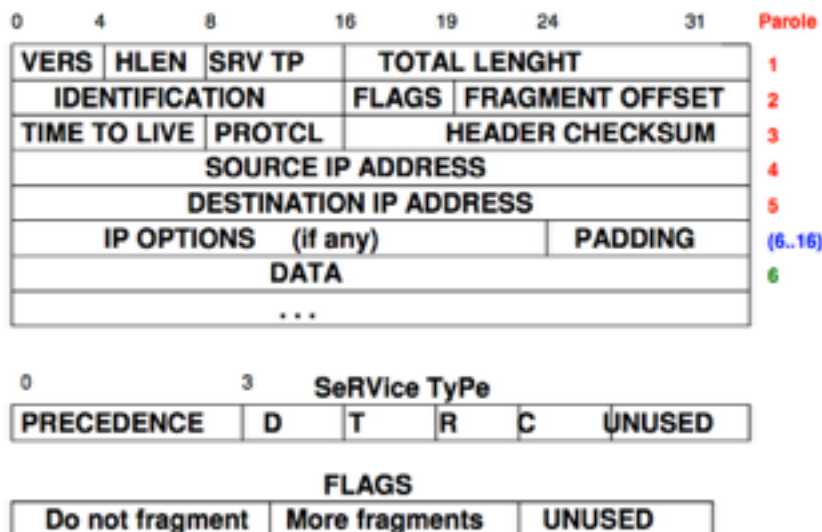 0 4 8 16 19 24 31 Parole
VERS HLEN SRV TP TOTAL LENGHT 1
IDENTIFICATION FLAGS FRAGMENT OFFSET 2
TIME TO LIVE PROTCL HEADER CHECKSUM 3
SOURCE IP ADDRESS 4
DESTINATION IP ADDRESS 5
IP OPTIONS (if any) PADDING (6..16)
DATA 6
...
0 3 SeRVice TyPe
PRECEDENCE D T R C UNUSED
FLAGS
Do not fragment More fragments UNUSED